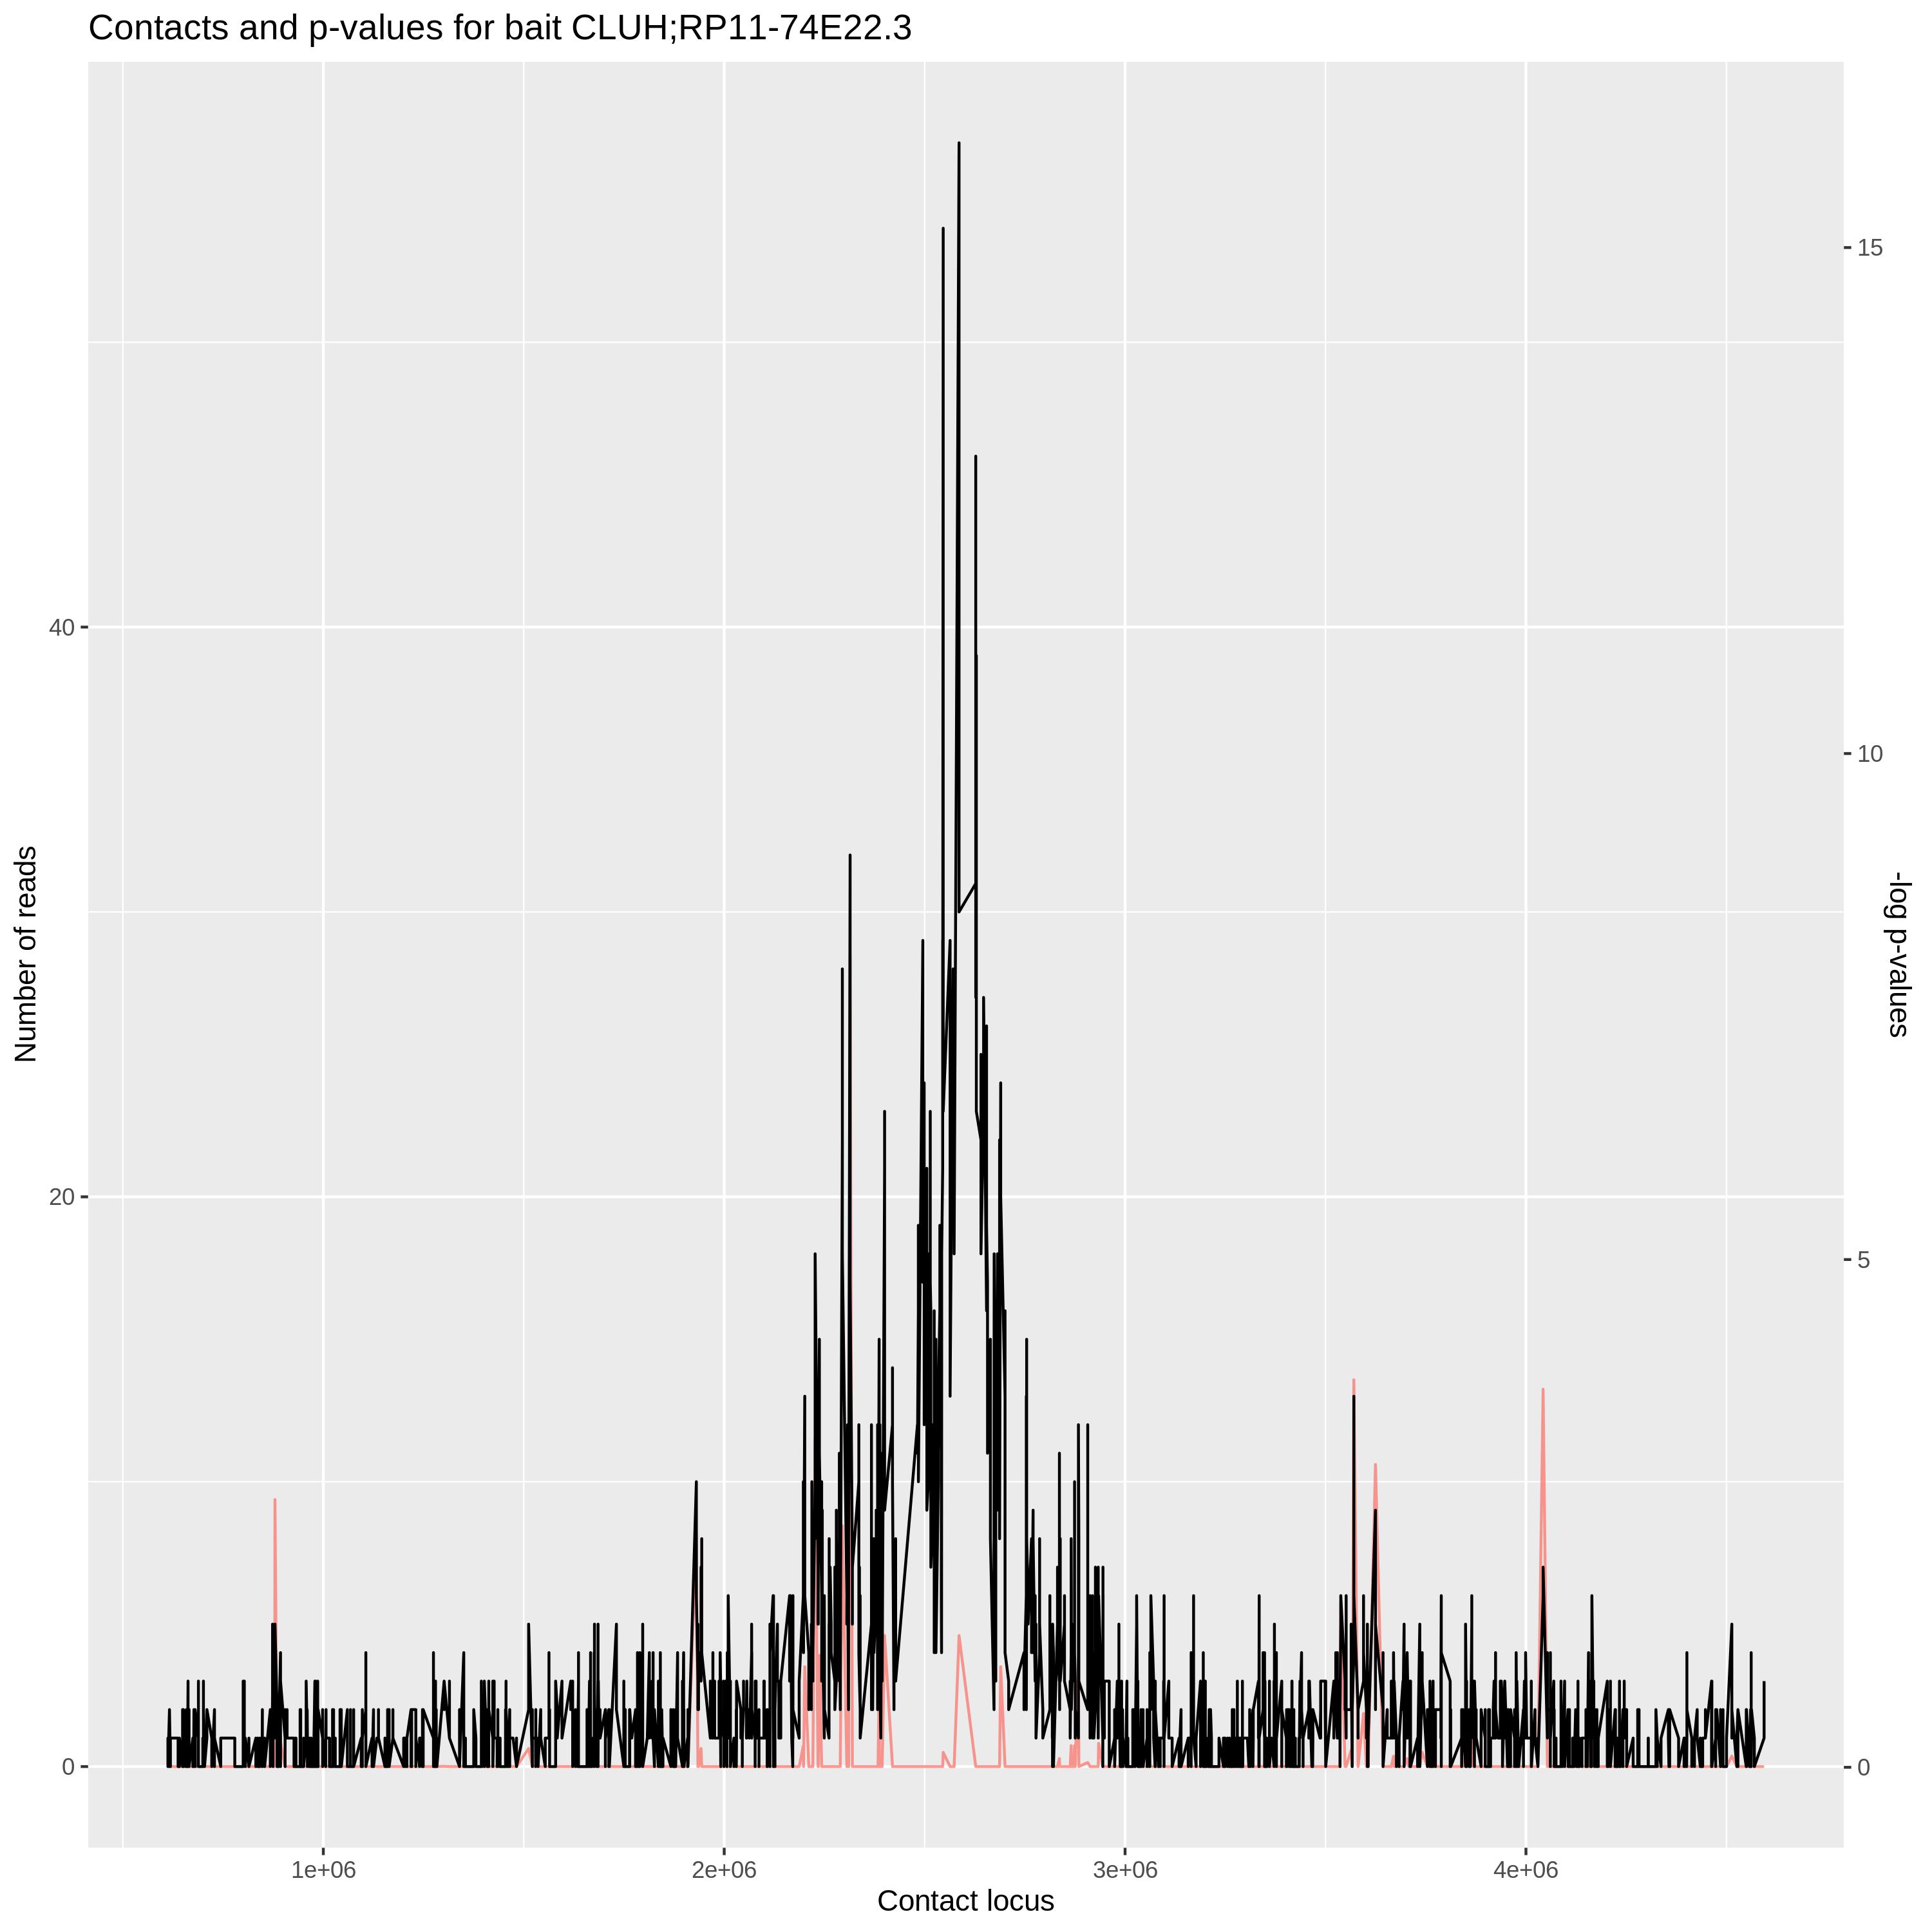 Contacts and p-values for bait CLUH;RP11-74E22.3
Number of reads
40
20
0
15
10
5
0
-log p-values
1e+06
2e+06
3e+06
4e+06
Contact locus